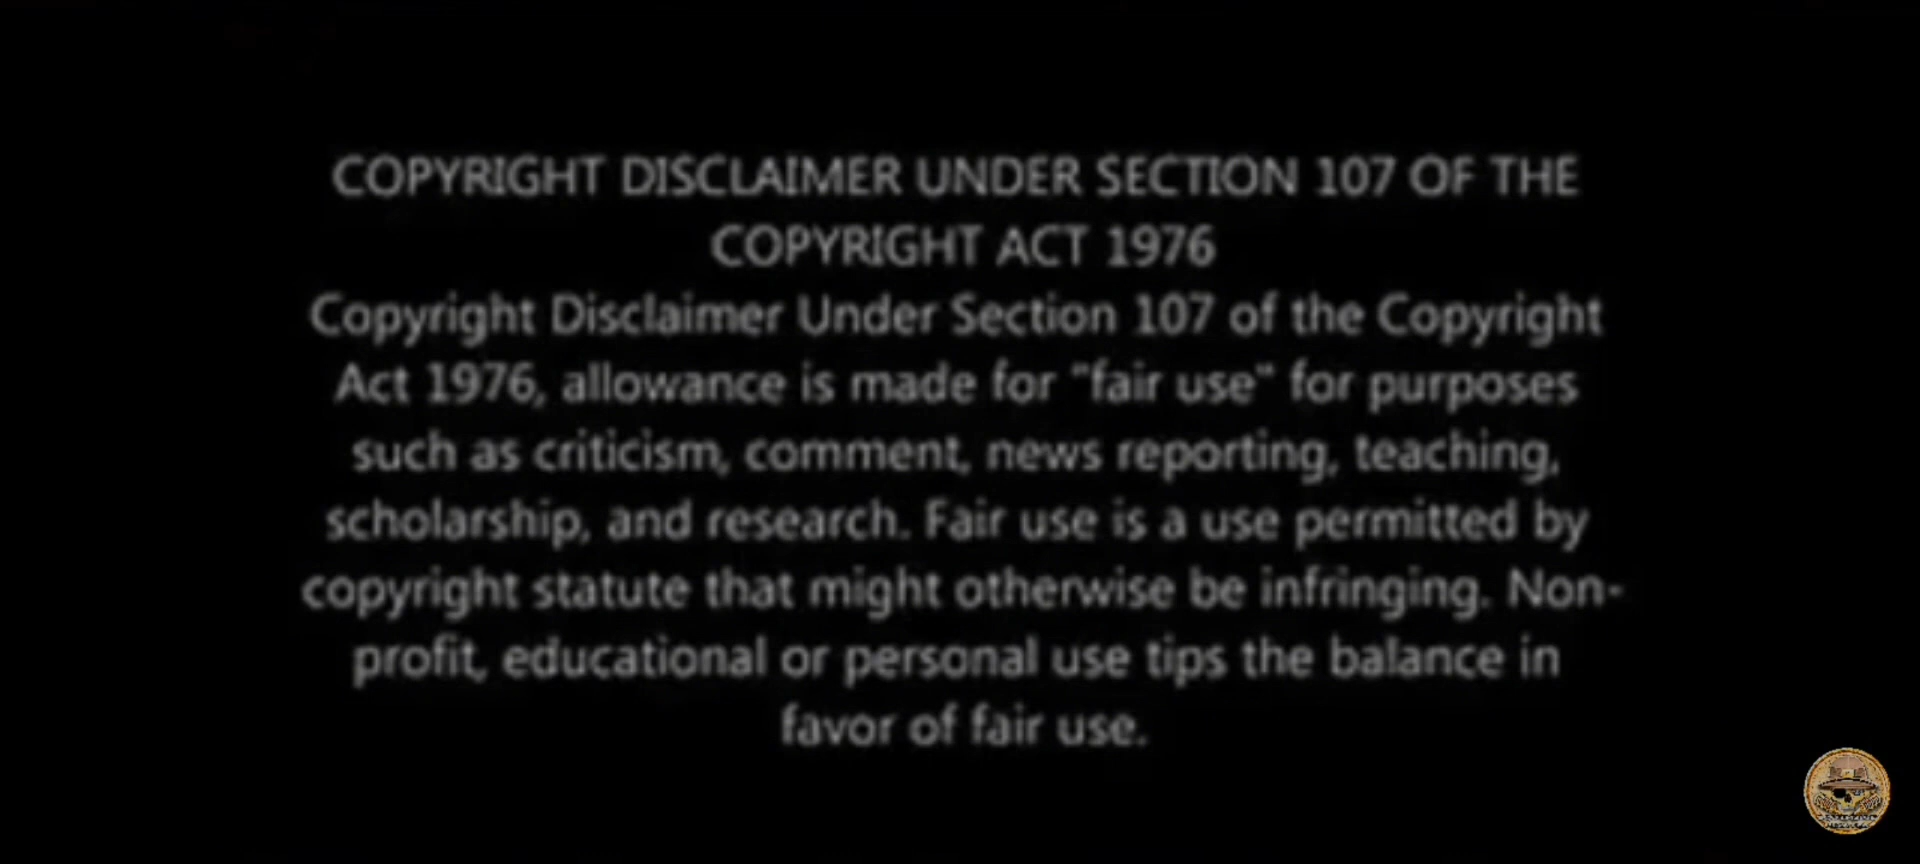 COPYRIGHT DISCLAIMER UNDER SECTION 107 OF THE
COPYRIGHT ACT 1976
Copyright Disclaimer Under Section 107 of the Copyright
Act 1976, allowance is made for "fair use" for purposes
such as criticism, comment, news reporting, teaching,
scholarship, and research. Fair use is a use permitted by
copyright statute that might otherwise be infringing. Non-
profit, educational or personal use tips the balance in
favor of fair use.